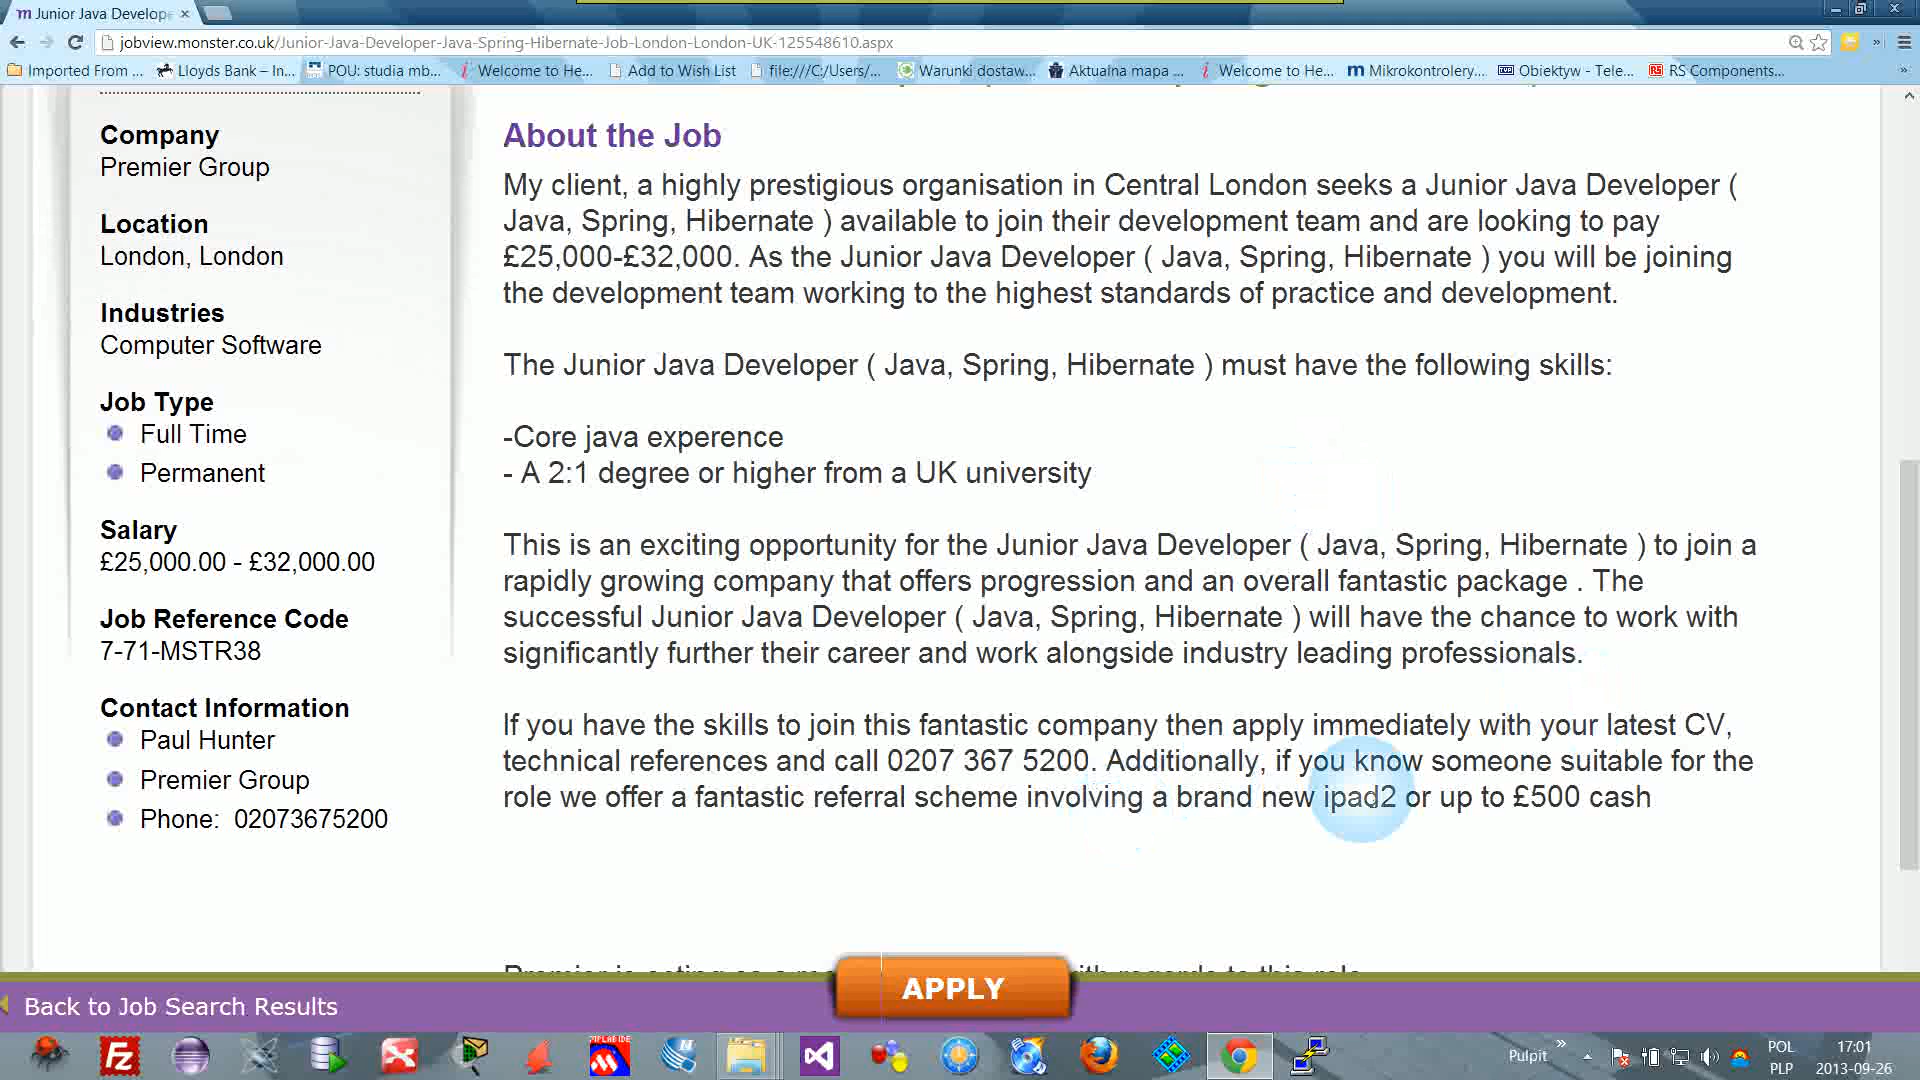 Junior Java Develope
jobview.monster.co.uk/Junior-Java-Developer-Java-Spring-Hibernate-Job-London-London-UK-125548610.aspx
Imported From ...
Lloyds Bank – In...
POU: studia mb...
Welcome to He...
Add to Wish List
file:///C:/Users/...
Warunki dostaw...
Aktualna mapa ...
Welcome to He...
Mikrokontrolery...
Obiektyw - Tele...
RS Components...
Company
Premier Group
Location
London, London
Industries
Computer Software
Job Type
Full Time
Permanent
Salary
£25,000.00 - £32,000.00
Job Reference Code
7-71-MSTR38
Contact Information
Paul Hunter
Premier Group
Phone: 02073675200
About the Job
My client, a highly prestigious organisation in Central London seeks a Junior Java Developer (
Java, Spring, Hibernate ) available to join their development team and are looking to pay
£25,000-£32,000. As the Junior Java Developer ( Java, Spring, Hibernate ) you will be joining
the development team working to the highest standards of practice and development.
The Junior Java Developer ( Java, Spring, Hibernate ) must have the following skills:
-Core java experence
- A 2:1 degree or higher from a UK university
This is an exciting opportunity for the Junior Java Developer ( Java, Spring, Hibernate ) to join a
rapidly growing company that offers progression and an overall fantastic package . The
successful Junior Java Developer ( Java, Spring, Hibernate ) will have the chance to work with
significantly further their career and work alongside industry leading professionals.
If you have the skills to join this fantastic company then apply immediately with your latest CV,
technical references and call 0207 367 5200. Additionally, if you know someone suitable for the
role we offer a fantastic referral scheme involving a brand new ipad2 or up to £500 cash
Premier is acting as a
with regards to this role
APPLY
Back to Job Search Results
MPLAB IDE
Pulpit
POL
PLP
17:01
2013-09-26